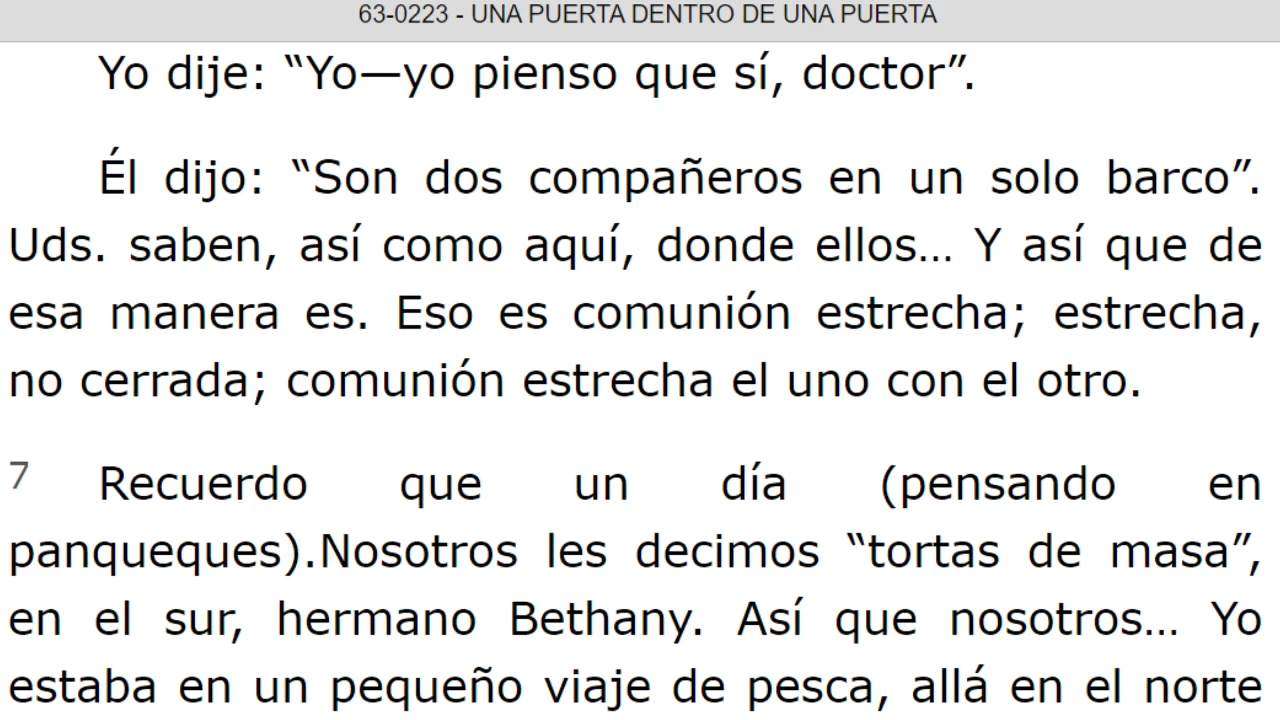 63-0223 - UNA PUERTA DENTRO DE UNA PUERTA
Yo dije: “Yo—yo pienso que sí, doctor”.
Él dijo: “Son dos compañeros en un solo barco”.
Uds. saben, así como aquí, donde ellos… Y así que de
esa manera es. Eso es comunión estrecha; estrecha,
no cerrada; comunión estrecha el uno con el otro.
7 Recuerdo que un día (pensando en
panqueques).Nosotros les decimos “tortas de masa”,
en el sur, hermano Bethany. Así que nosotros… Yo
estaba en un pequeño viaje de pesca, allá en el norte